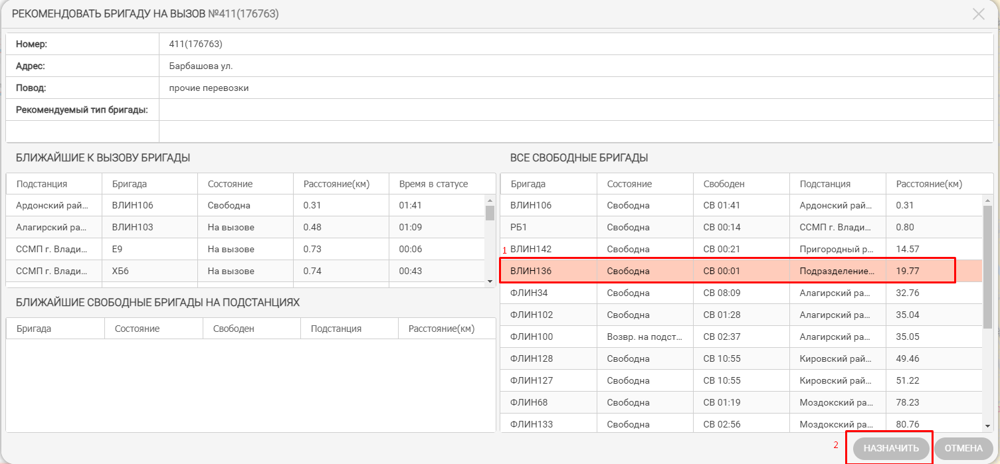 РЕКОМЕНДОВАТЬ БРИГАДУ НА ВЫЗОВ №411(176763)
Номер: 411(176763)
Адрес: Барбашова ул.
Повод: прочие перевозки
Рекомендуемый тип бригады:
БЛИЖАЙШИЕ К ВЫЗОВУ БРИГАДЫ
Подстанция Бригада Состояние Расстояние(км) Время в статусе
Ардонский рай... ВЛИН106 Свободна 0.31 01:41
Алагирский ра... ВЛИН103 На вызове 0.48 01:09
ССМП г. Влади... Е9 На вызове 0.73 00:06
ССМП г. Влади... ХБ6 На вызове 0.74 00:43
БЛИЖАЙШИЕ СВОБОДНЫЕ БРИГАДЫ НА ПОДСТАНЦИЯХ
Бригада Состояние Свободен Подстанция Расстояние(км)
ВСЕ СВОБОДНЫЕ БРИГАДЫ
Бригада Состояние Свободен Подстанция Расстояние(км)
ВЛИН106 Свободна СВ 01:41 Ардонский рай... 0.31
РБ1 Свободна СВ 00:14 ССМП г. Влади... 0.80
1 ВЛИН142 Свободна СВ 00:21 Пригородный р... 14.57
ВЛИН136 Свободна СВ 00:01 Подразделение... 19.77
ФЛИН34 Свободна СВ 08:09 Алагирский ра... 32.76
ФЛИН102 Свободна СВ 01:28 Алагирский ра... 35.04
ФЛИН100 Возвр. на подст... СВ 02:37 Алагирский ра... 35.05
ФЛИН128 Свободна СВ 10:55 Кировский рай... 49.46
ФЛИН127 Свободна СВ 10:55 Кировский рай... 51.22
ФЛИН68 Свободна СВ 01:19 Моздокский ра... 78.23
ФЛИН133 Свободна СВ 02:56 Моздокский ра... 80.76
2 НАЗНАЧИТЬ ОТМЕНА